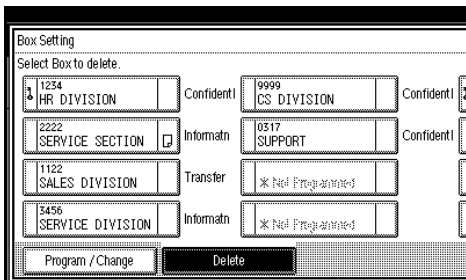 Box Setting
Select Box to delete.
1234
HR DIVISION
Confidentl
9999
CS DIVISION
Confidentl
2222
SERVICE SECTION
Informatn
0317
SUPPORT
Confidentl
1122
SALES DIVISION
Transfer
* Not Programmed
3456
SERVICE DIVISION
Informatn
* Not Programmed
Program / Change
Delete